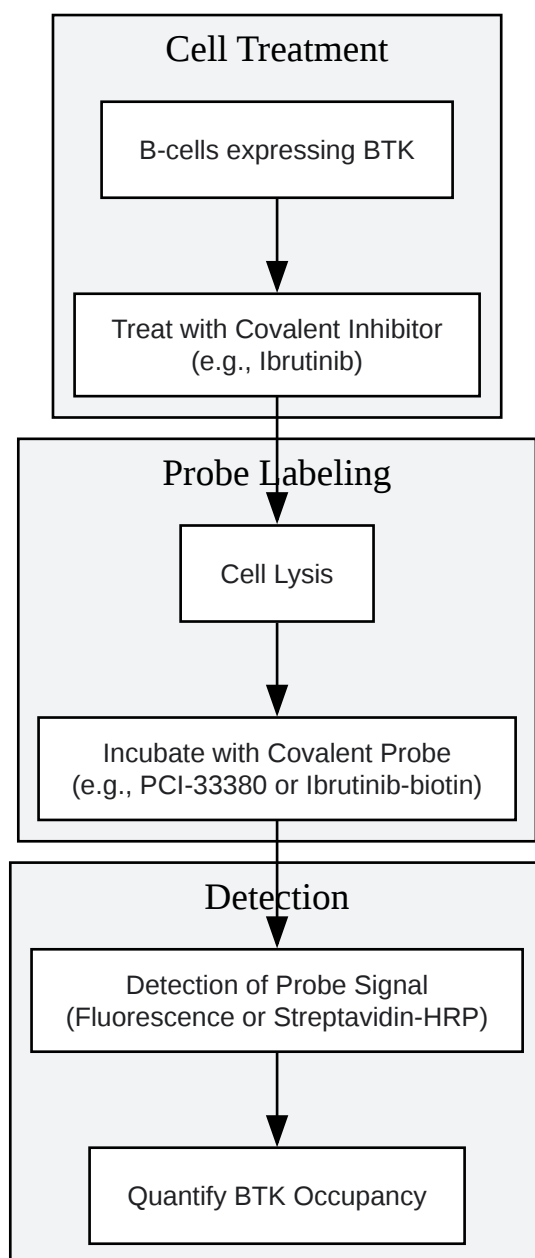 Cell Treatment
B-cells expressing BTK
Treat with Covalent Inhibitor
(e.g., Ibrutinib)
Probe Labeling
Cell Lysis
Incubate with Covalent Probe
(e.g., PCI-33380 or Ibrutinib-biotin)
Detection
Detection of Probe Signal
(Fluorescence or Streptavidin-HRP)
Quantify BTK Occupancy